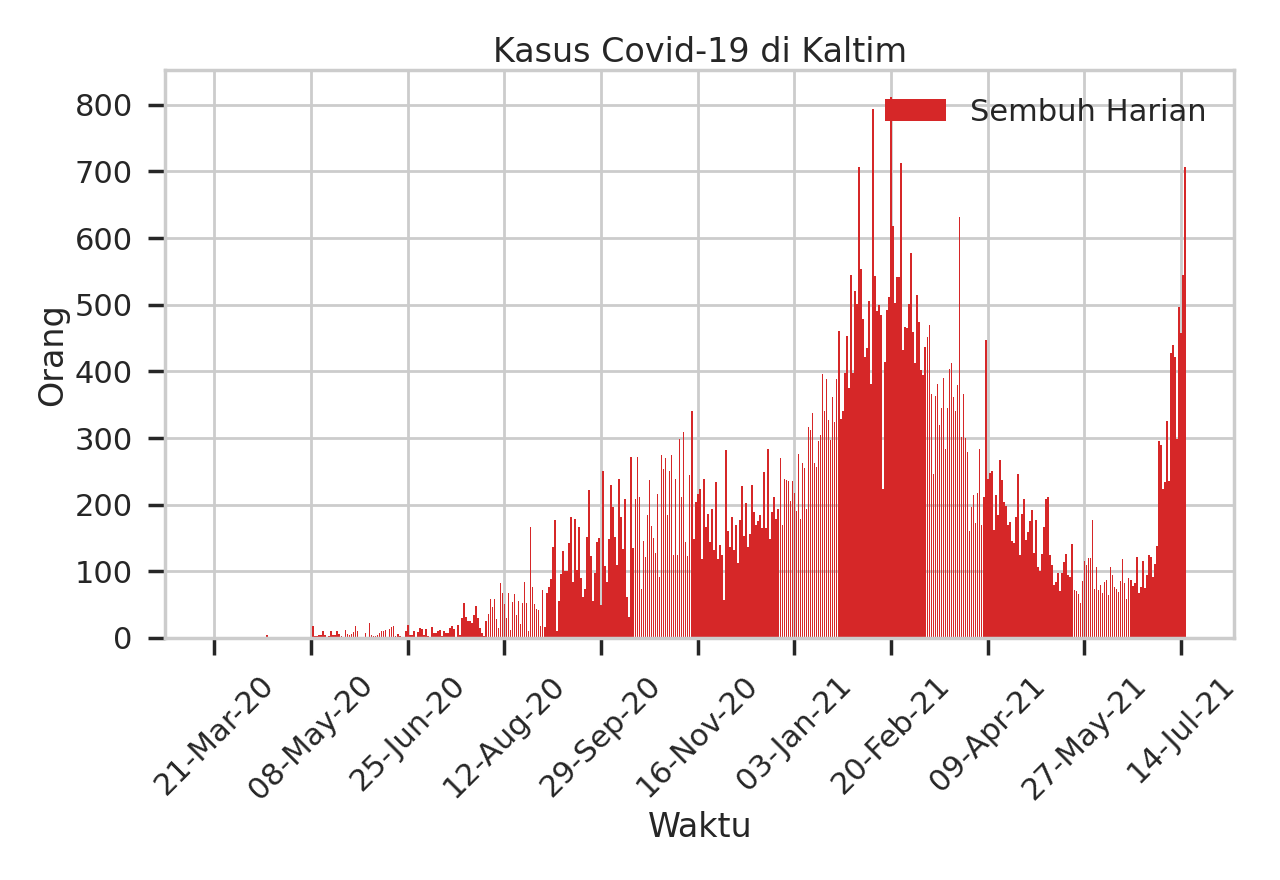 Kasus Covid-19 di Kaltim
Sembuh Harian
800
700
600
500
400
300
200
100
0
Orang
21-Mar-20
08-May-20
25-Jun-20
12-Aug-20
29-Sep-20
16-Nov-20
03-Jan-21
20-Feb-21
09-Apr-21
27-May-21
14-Jul-21
Waktu